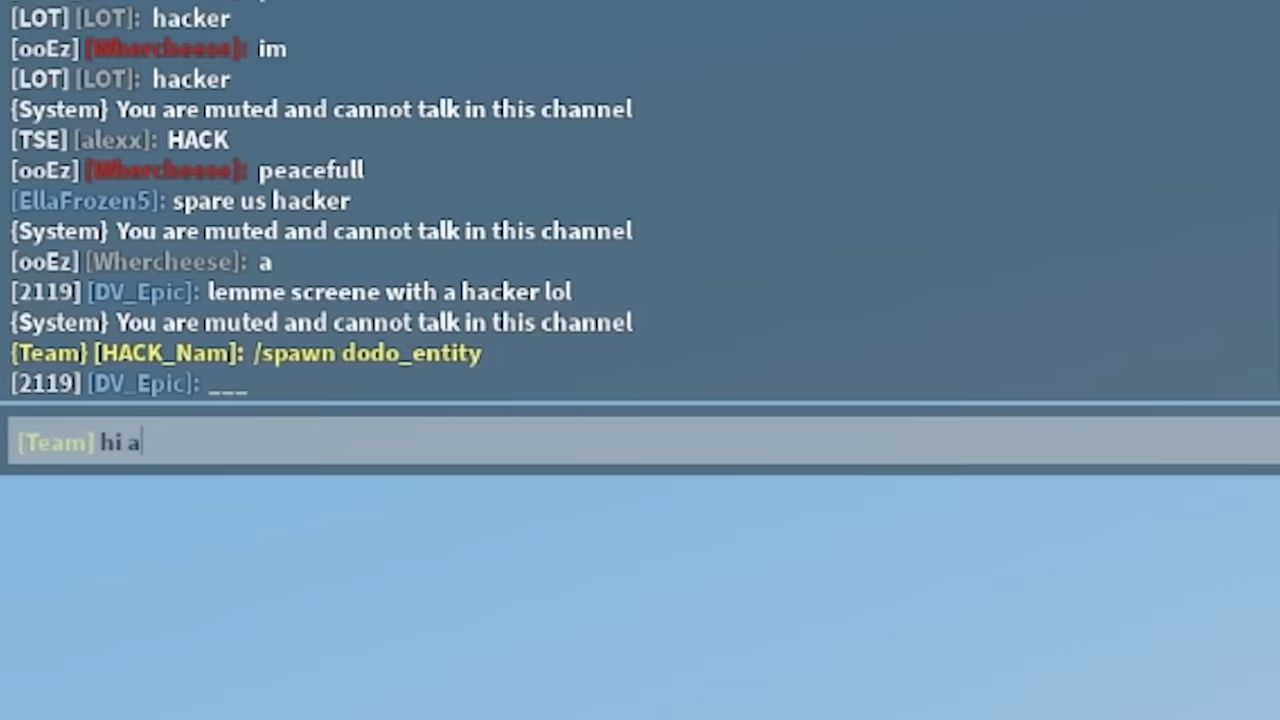 [LOT] [LOT]: hacker
[ooEz] [Whercheese]: im
[LOT] [LOT]: hacker
{System} You are muted and cannot talk in this channel
[TSE] [alexx]: HACK
[ooEz] [Whercheese]: peacefull
[EllaFrozen5]: spare us hacker
{System} You are muted and cannot talk in this channel
[ooEz] [Whercheese]: a
[2119] [DV_Epic]: lemme screene with a hacker lol
{System} You are muted and cannot talk in this channel
{Team} [HACK_Nam]: /spawn dodo_entity
[2119] [DV_Epic]: ___
[Team] hi a